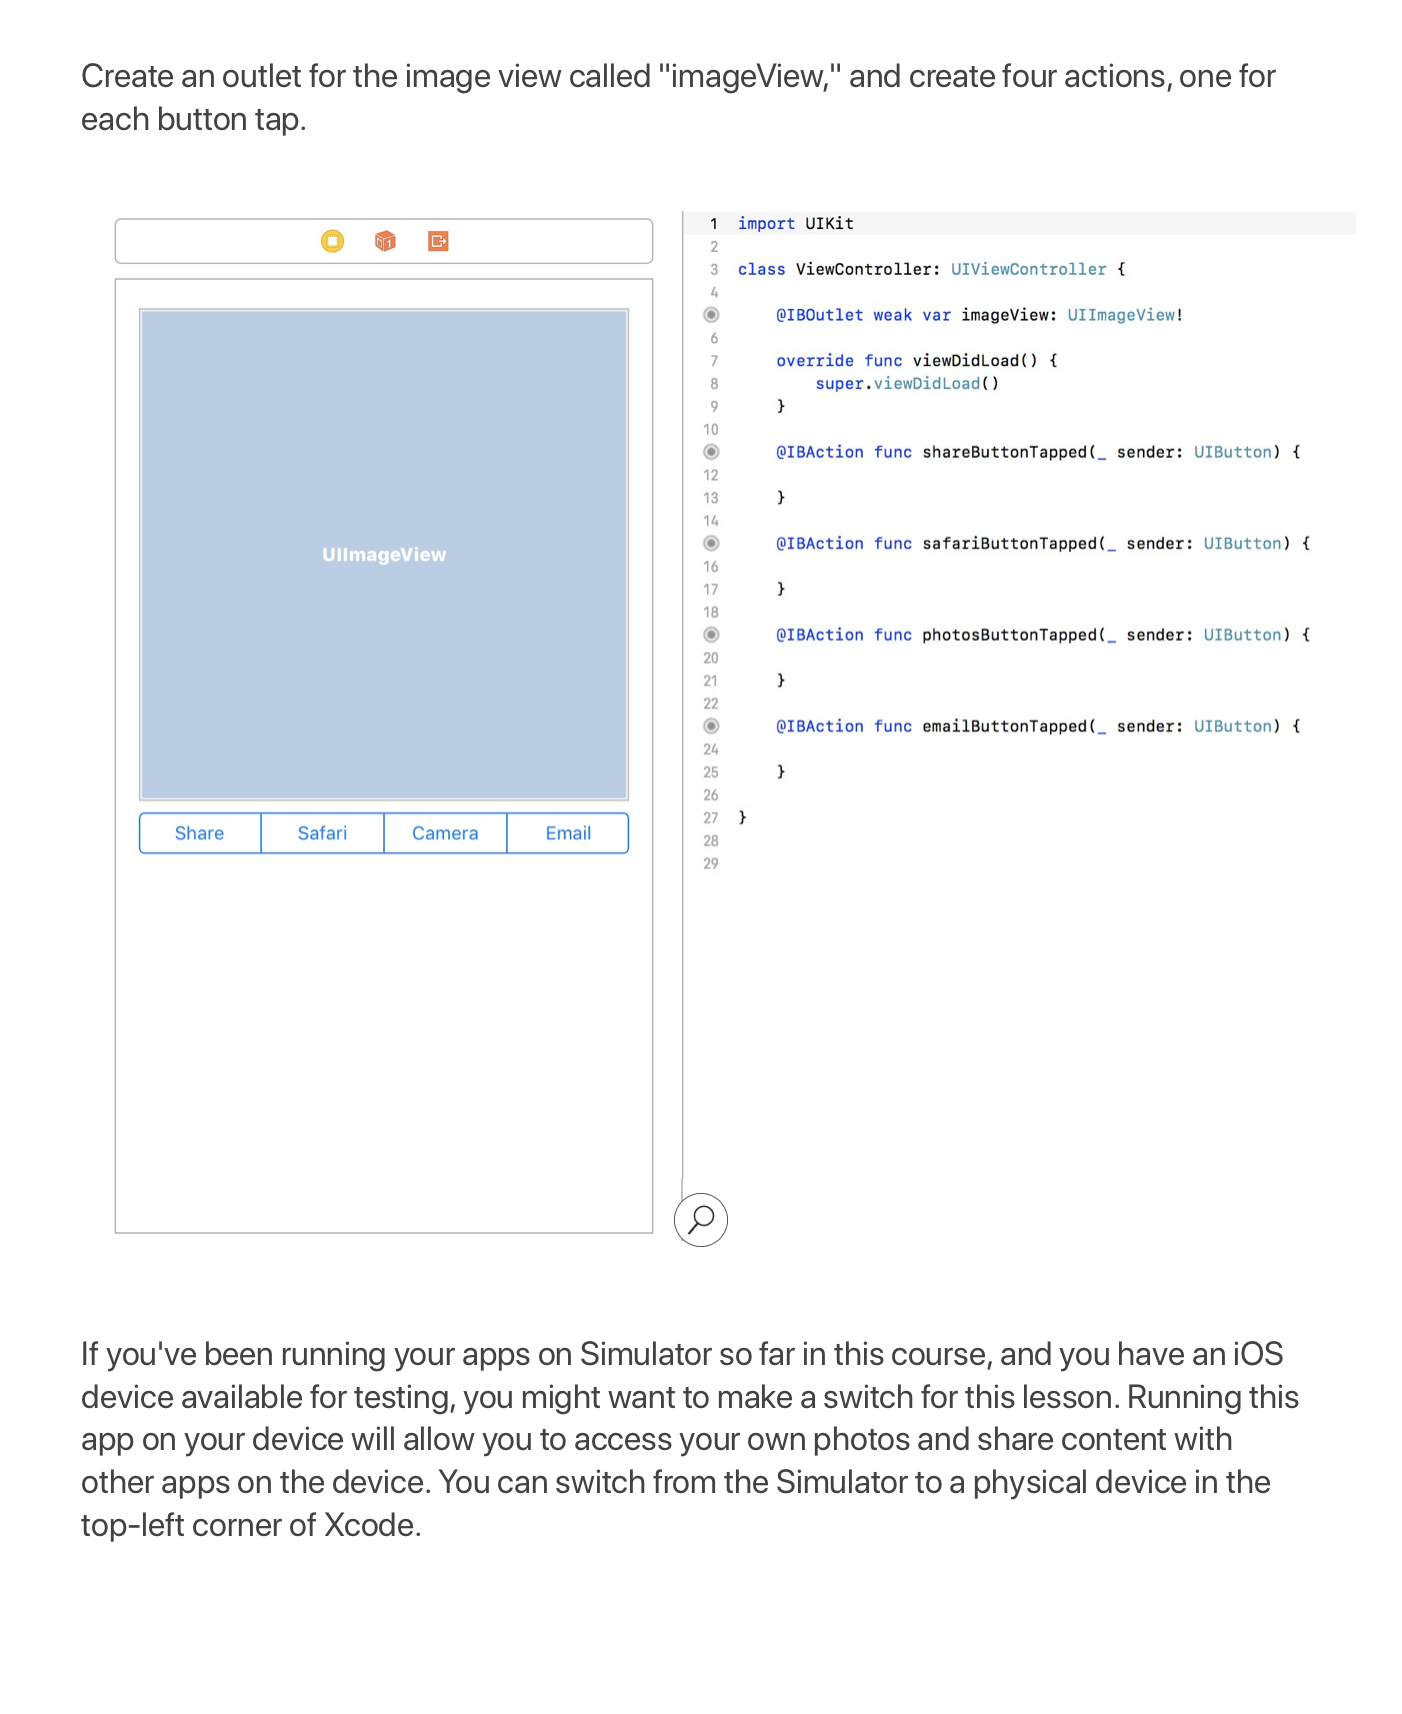 Create an outlet for the image view called "imageView," and create four actions, one for
each button tap.
UIImageView
Share Safari Camera Email
1 import UIKit
2
3 class ViewController: UIViewController {
4
@IBOutlet weak var imageView: UIImageView!
6
7 override func viewDidLoad() {
8 super.viewDidLoad()
9 }
10
@IBAction func shareButtonTapped(_ sender: UIButton) {
12
13 }
14
@IBAction func safariButtonTapped(_ sender: UIButton) {
16
17 }
18
@IBAction func photosButtonTapped(_ sender: UIButton) {
20
21 }
22
@IBAction func emailButtonTapped(_ sender: UIButton) {
24
25 }
26
27 }
28
29
If you've been running your apps on Simulator so far in this course, and you have an iOS
device available for testing, you might want to make a switch for this lesson. Running this
app on your device will allow you to access your own photos and share content with
other apps on the device. You can switch from the Simulator to a physical device in the
top-left corner of Xcode.